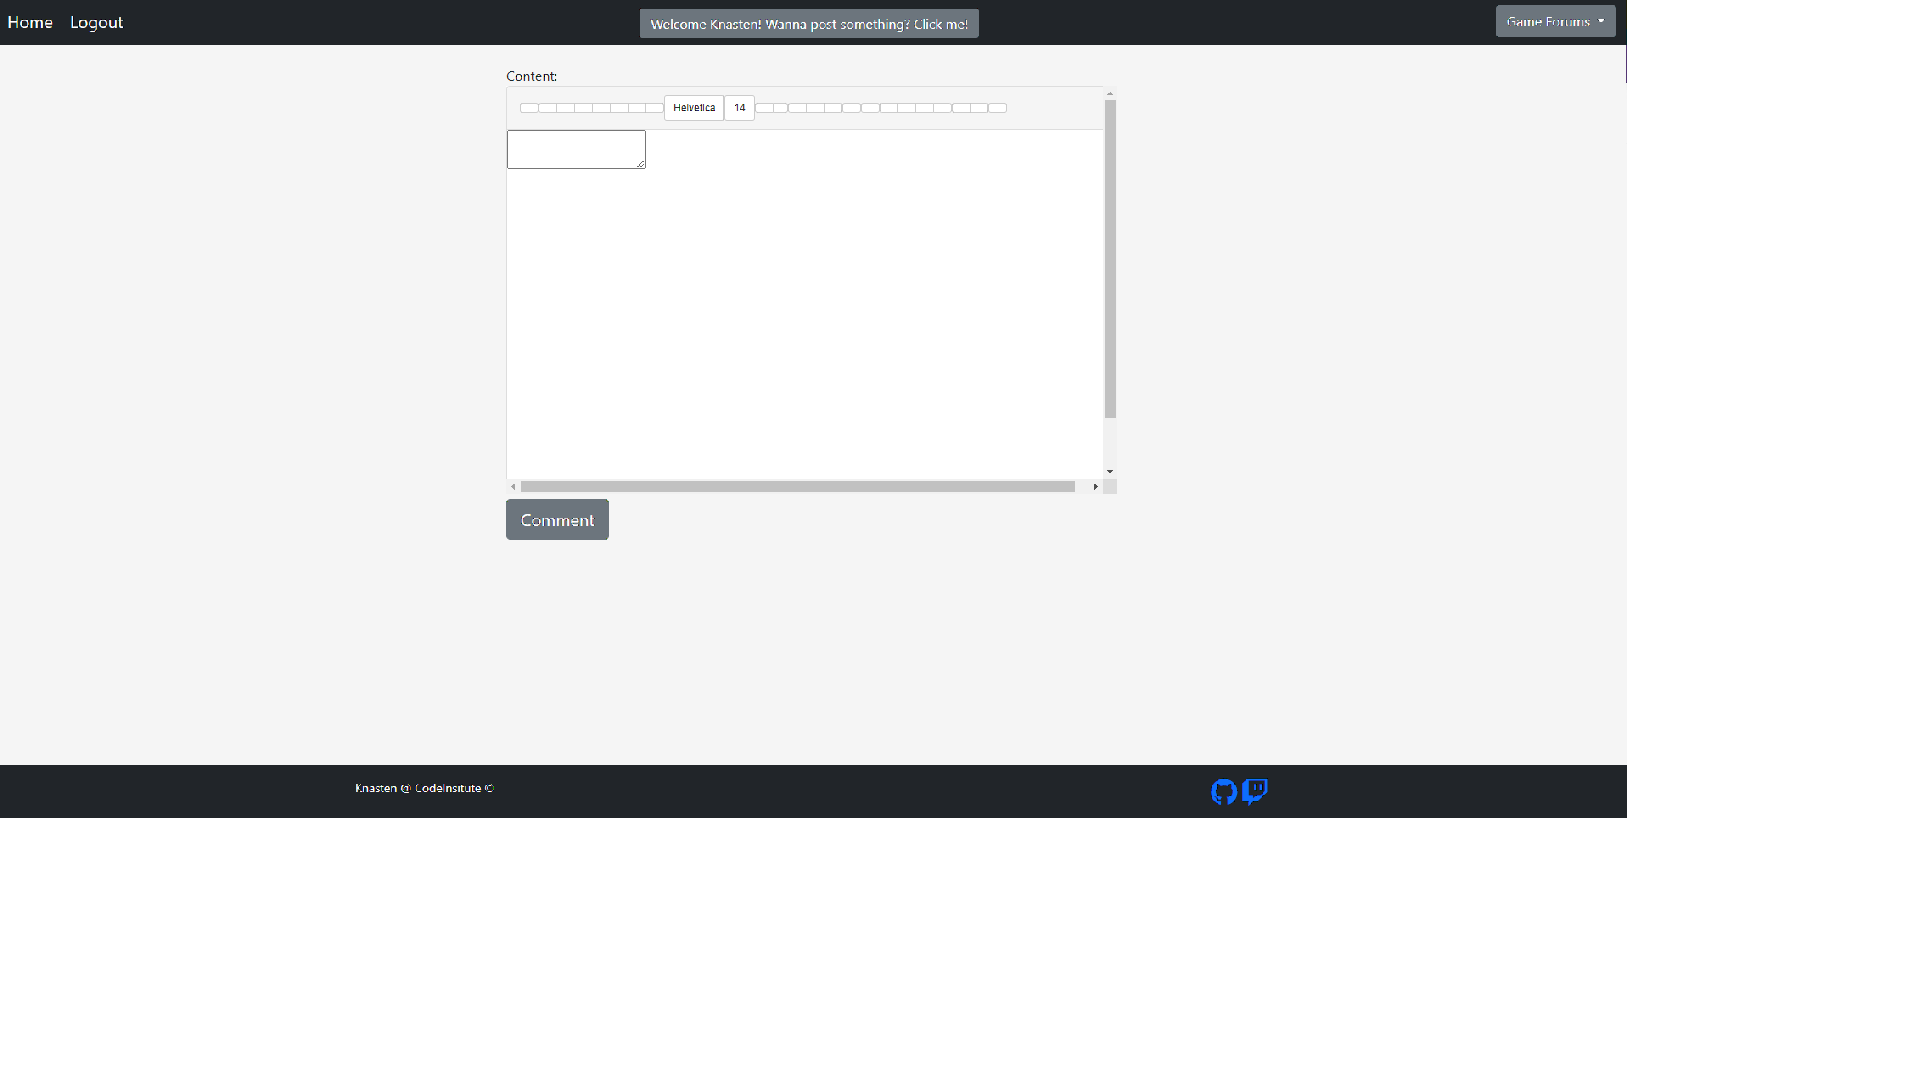 Home Logout Welcome Knasten! Wanna post something? Click me! Game Forums
Content:
Helvetica 14
Comment
Knasten @ CodeInsitute ©